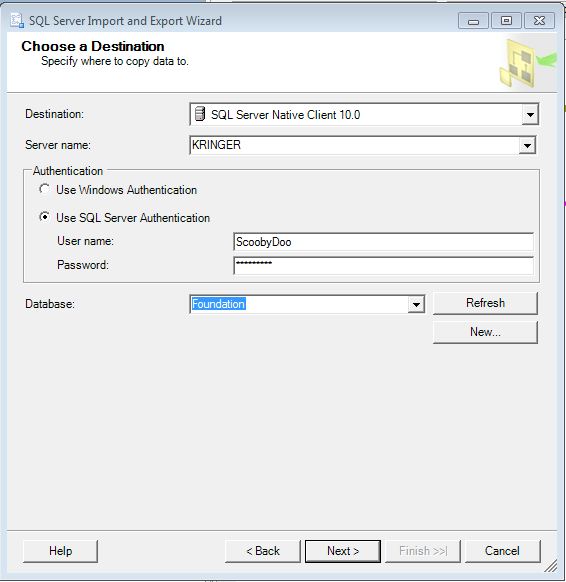 SQL Server Import and Export Wizard
Choose a Destination
Specify where to copy data to.
Destination: SQL Server Native Client 10.0
Server name: KRINGER
Authentication
Use Windows Authentication
Use SQL Server Authentication
User name: ScoobyDoo
Password: *********
Database: Foundation Refresh
New...
Help < Back Next > Finish >>| Cancel